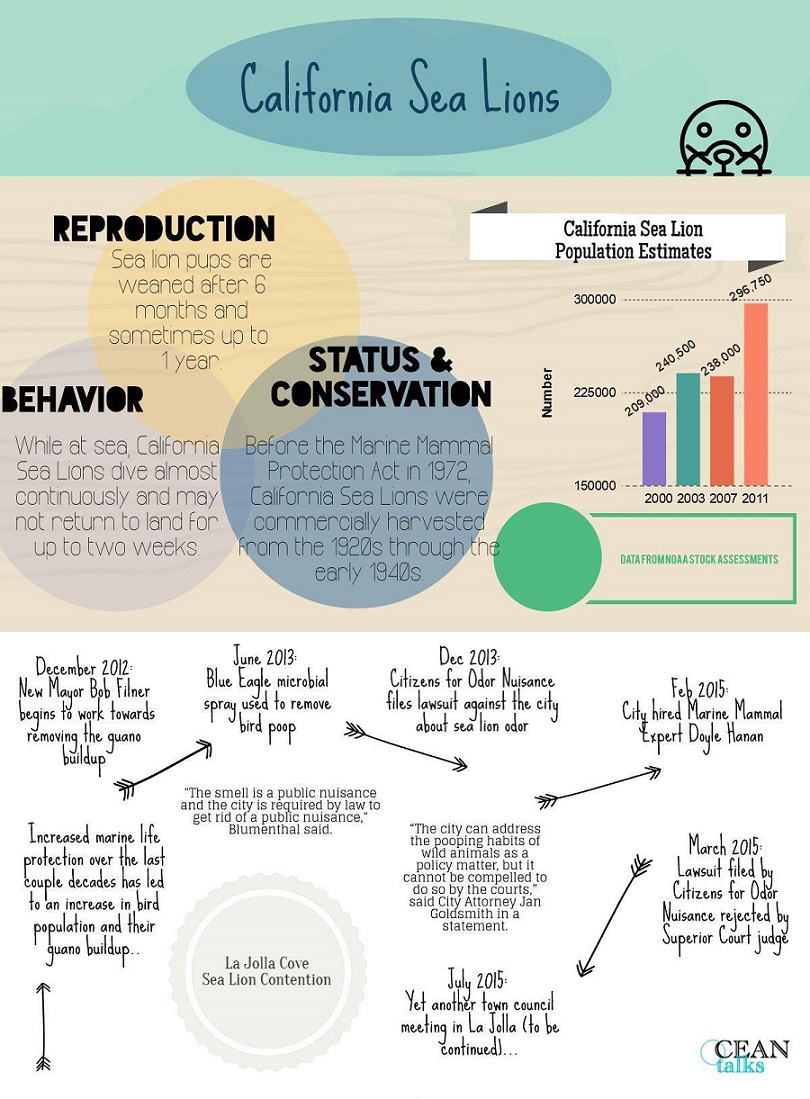 California Sea Lions
REPRODUCTION
Sea lion pups are
weaned after 6
months and
sometimes up to
1 year.
BEHAVIOR
While at sea, California
Sea Lions dive almost
continuously and may
not return to land for
up to two weeks.
STATUS &
CONSERVATION
Before the Marine Mammal
Protection Act in 1972,
California Sea Lions were
commercially harvested
from the 1920s through the
early 1940s.
California Sea Lion
Population Estimates
Number
300000
225000
150000
209,000
240,500
238,000
296,750
2000 2003 2007 2011
DATA FROM NOAA STOCK ASSESSMENTS
Increased marine life
protection over the last
couple decades has led
to an increase in bird
population and their
guano buildup..
December 2012:
New Mayor Bob Filner
begins to work towards
removing the guano
buildup
June 2013:
Blue Eagle microbial
spray used to remove
bird poop
"The smell is a public nuisance
and the city is required by law to
get rid of a public nuisance,"
Blumenthal said.
Dec 2013:
Citizens for Odor Nuisance
files lawsuit against the city
about sea lion odor
"The city can address
the pooping habits of
wild animals as a
policy matter, but it
cannot be compelled to
do so by the courts,"
said City Attorney Jan
Goldsmith in a
statement.
Feb 2015:
City hired Marine Mammal
Expert Doyle Hanan
March 2015:
Lawsuit filed by
Citizens for Odor
Nuisance rejected by
Superior Court judge
July 2015:
Yet another town council
meeting in La Jolla (to be
continued)...
La Jolla Cove
Sea Lion Contention
OCEAN
talks